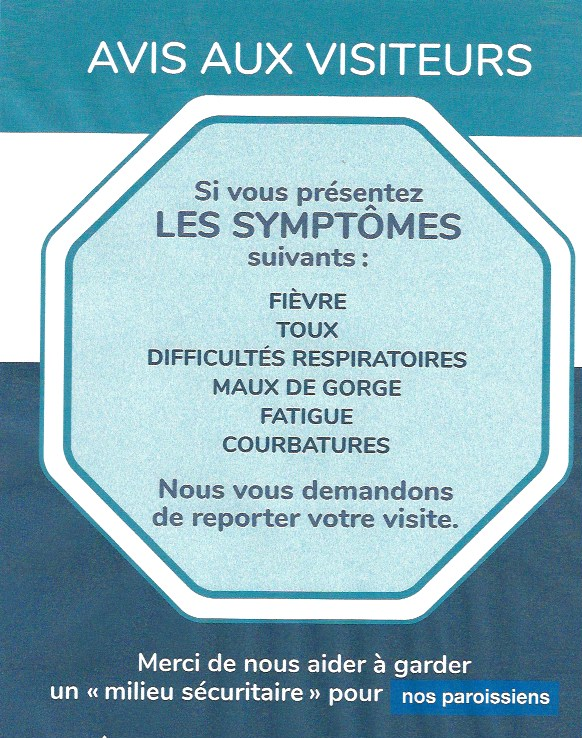 AVIS AUX VISITEURS
Si vous présentez
LES SYMPTÔMES
suivants :
FIÈVRE
TOUX
DIFFICULTÉS RESPIRATOIRES
MAUX DE GORGE
FATIGUE
COURBATURES
Nous vous demandons
de reporter votre visite.
Merci de nous aider à garder
un « milieu sécuritaire » pour nos paroissiens